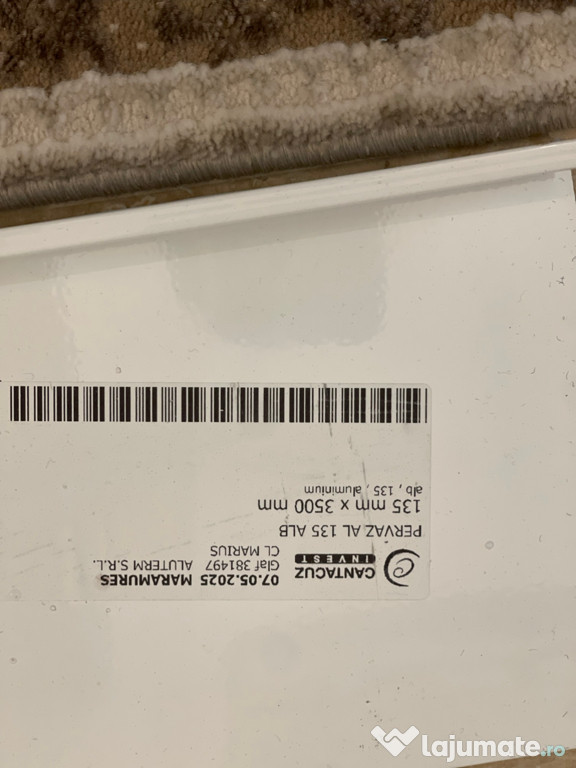 CANTACUZ
INVEST
07.05.2025 MARAMURES
Glaf 381497 ALUTERM S.R.L.
CL MARIUS
PERVAZ AL 135 ALB
135 mm x 3500 mm
alb , 135 , aluminium
lajumate.ro